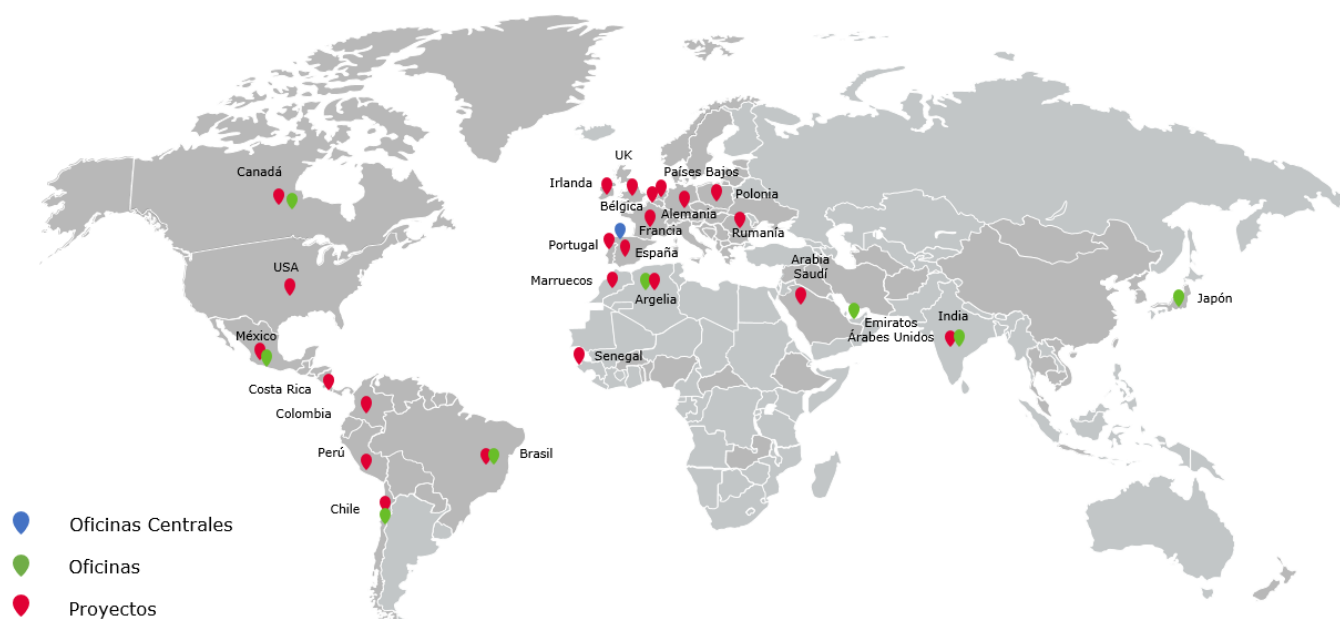 Canadá
UK
Irlanda
Países Bajos
Polonia
Bélgica
Alemania
Francia
Rumanía
Portugal
España
USA
Arabia
Saudí
Marruecos
Argelia
Japón
Emiratos
Árabes Unidos
India
México
Senegal
Costa Rica
Colombia
Perú
Brasil
Chile
Oficinas Centrales
Oficinas
Proyectos